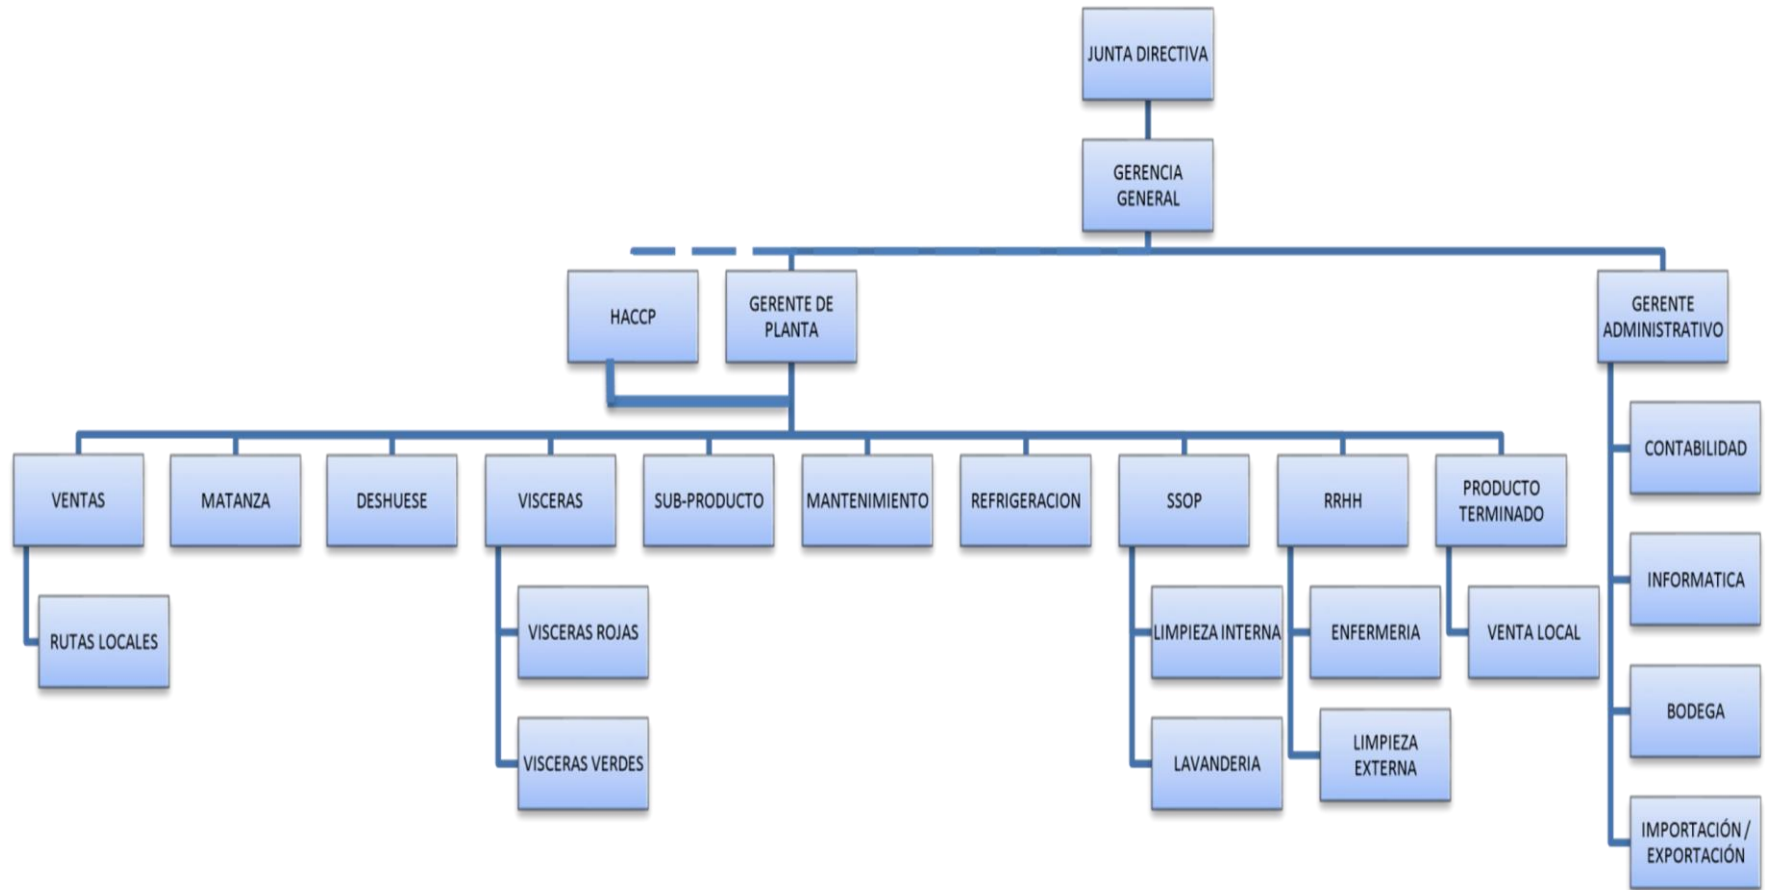 JUNTA DIRECTIVA
GERENCIA
GENERAL
HACCP
GERENTE DE
PLANTA
GERENTE
ADMINISTRATIVO
VENTAS
MATANZA
DESHUESE
VISCERAS
SUB-PRODUCTO
MANTENIMIENTO
REFRIGERACION
SSOP
RRHH
PRODUCTO
TERMINADO
CONTABILIDAD
RUTAS LOCALES
VISCERAS ROJAS
LIMPIEZA INTERNA
ENFERMERIA
VENTA LOCAL
INFORMATICA
VISCERAS VERDES
LAVANDERIA
LIMPIEZA
EXTERNA
BODEGA
IMPORTACIÓN /
EXPORTACIÓN